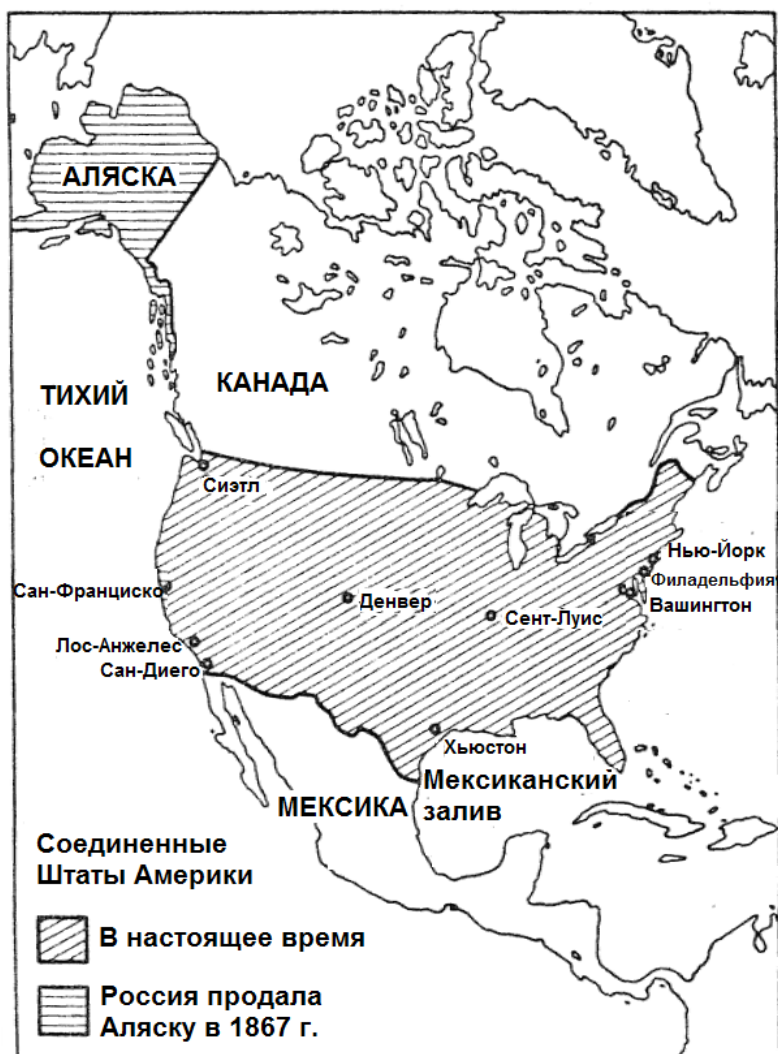 АЛЯСКА
КАНАДА
ТИХИЙ
ОКЕАН
Сиэтл
Нью-Йорк
Филадельфия
Сан-Франциско
Денвер
Вашингтон
Сент-Луис
Лос-Анжелес
Сан-Диего
Хьюстон
Мексиканский
залив
МЕКСИКА
Соединенные
Штаты Америки
В настоящее время
Россия продала
Аляску в 1867 г.